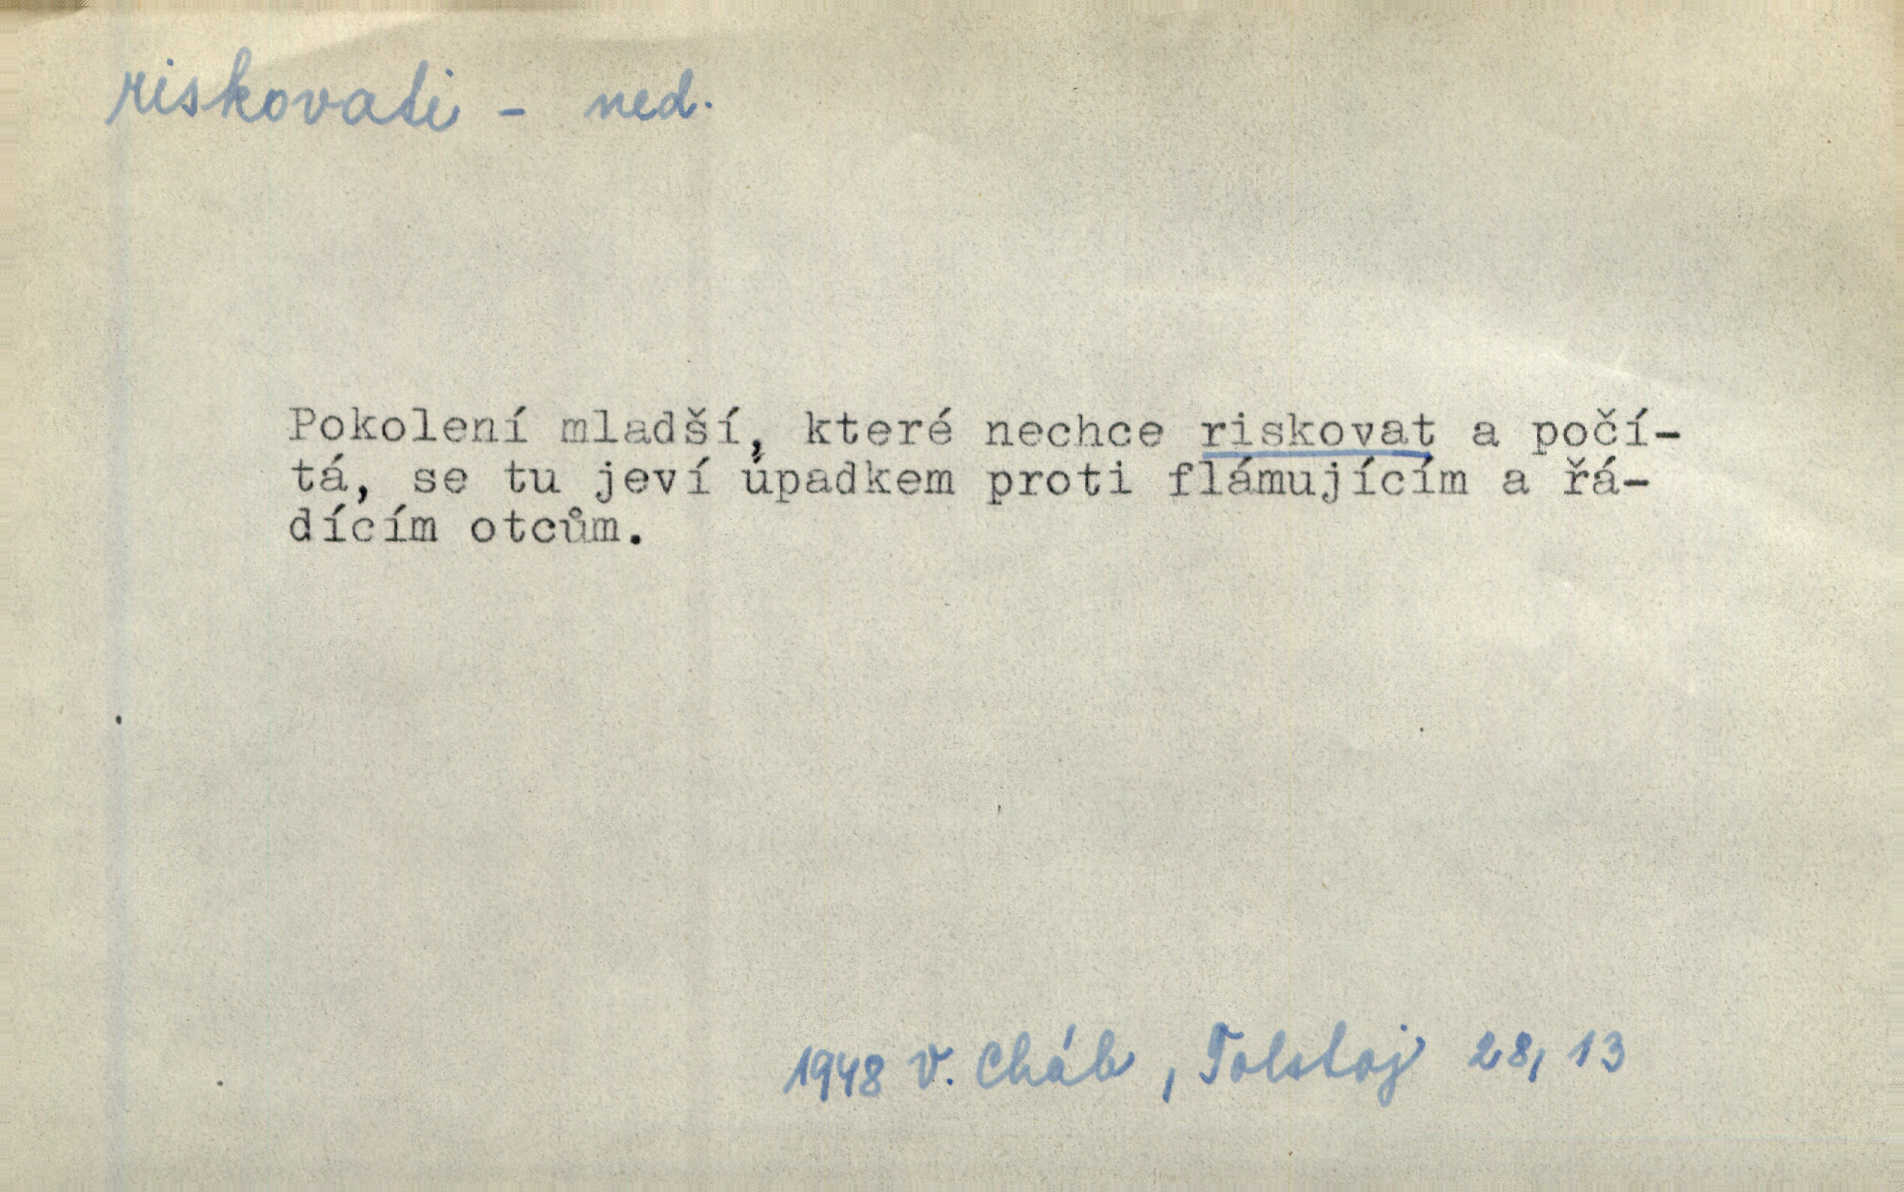 riskovati - ned.
Pokolení mladší, které nechce riskovat a počí-
tá, se tu jeví úpadkem proti flámujícím a řá-
dícím otcům.
1948 V. Cháb, Tolstoj 28, 13